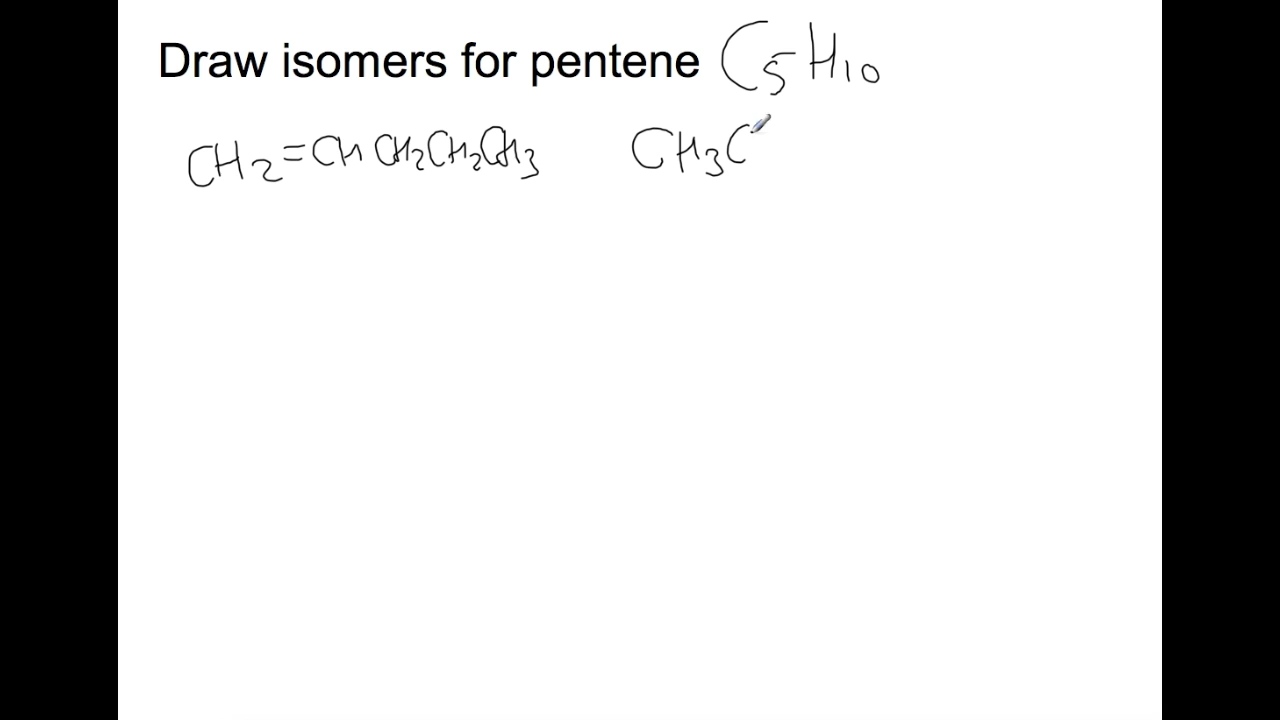 Draw isomers for pentene C₅H₁₀
CH₂=CH CH₂CH₂CH₃ CH₃C